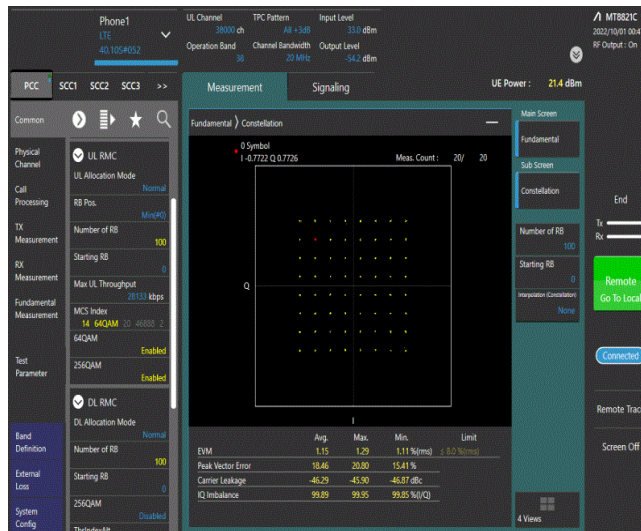 Phone1
LTE
40.105#052
UL Channel
38000 ch
TPC Pattern
All +3dB
Input Level
33.0 dBm
Operation Band
38
Channel Bandwidth
20 MHz
Output Level
-54.2 dBm
MT8821C
2022/10/01 00:4
RF Output : On
PCC
SCC1
SCC2
SCC3
>>
Measurement
Signaling
UE Power :
21.4 dBm
Common
Physical
Channel
Call
Processing
TX
Measurement
RX
Measurement
Fundamental
Measurement
Test
Parameter
Band
Definition
External
Loss
System
Config
UL RMC
UL Allocation Mode
Normal
RB Pos.
Min(#0)
Number of RB
100
Starting RB
0
Max UL Throughput
28133 kbps
MCS Index
14 64QAM 20 46888 2
64QAM
Enabled
256QAM
Enabled
DL RMC
DL Allocation Mode
Normal
Number of RB
100
Starting RB
0
256QAM
Disabled
Fundamental
Constellation
0 Symbol
I -0.7722 Q 0.7726
Meas. Count :
20/
20
Q
I
Avg.
Max.
Min.
Limit
EVM
1.15
1.29
1.11 %(rms)
≤ 8.0 %(rms)
Peak Vector Error
18.46
20.80
15.41 %
Carrier Leakage
-46.29
-45.90
-46.87 dBc
IQ Imbalance
99.89
99.95
99.85 %(I/Q)
Main Screen
Fundamental
Sub Screen
Constellation
Number of RB
100
Starting RB
0
Interpolation (Constellation)
None
4 Views
End
Tx
Rx
Remote
Go To Local
Connected
Remote Trac
Screen Off